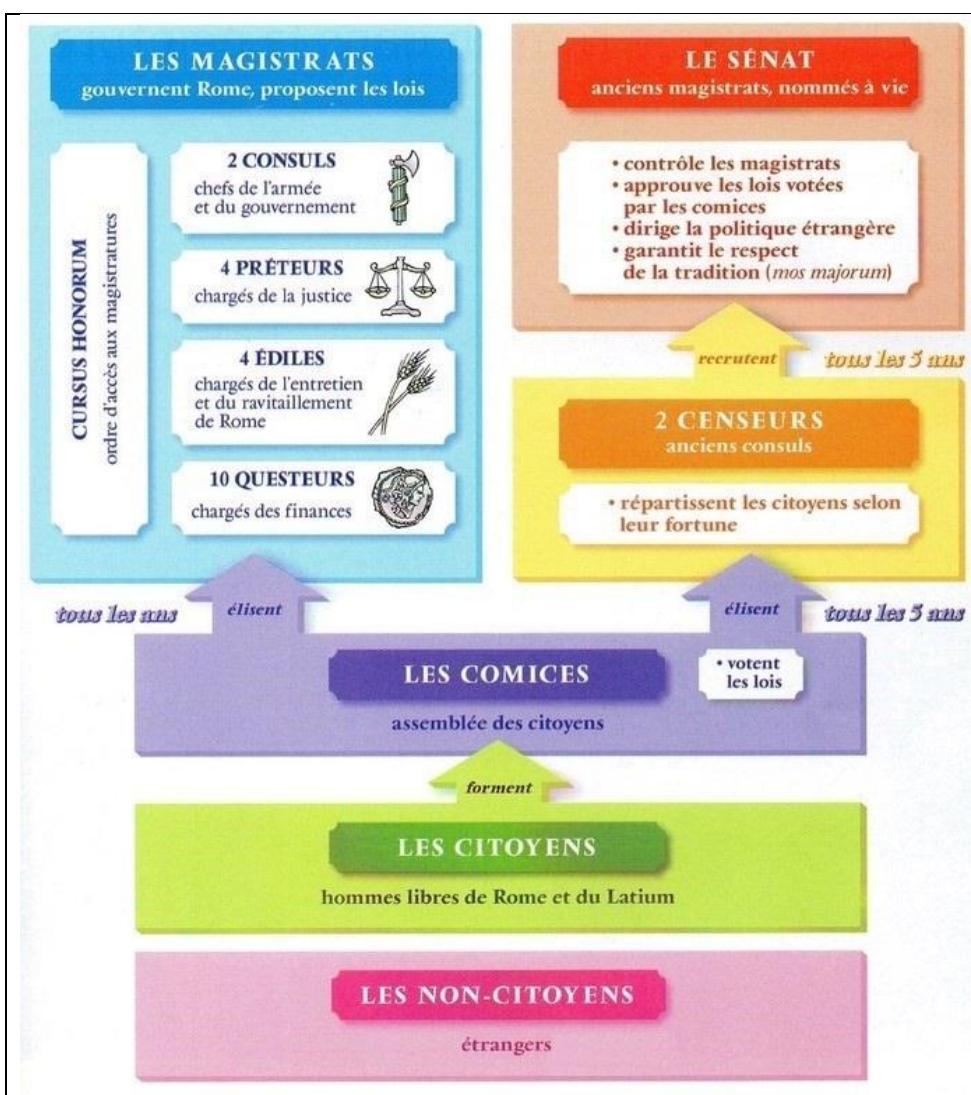 LES MAGISTRATS
gouvernent Rome, proposent les lois
CURSUS HONORUM
ordre d'accès aux magistratures
2 CONSULS
chefs de l'armée
et du gouvernement
4 PRÉTEURS
chargés de la justice
4 ÉDILES
chargés de l'entretien
et du ravitaillement
de Rome
10 QUESTEURS
chargés des finances
LE SÉNAT
anciens magistrats, nommés à vie
• contrôle les magistrats
• approuve les lois votées
par les comices
• dirige la politique étrangère
• garantit le respect
de la tradition (mos majorum)
recrutent
tous les 5 ans
2 CENSEURS
anciens consuls
• répartissent les citoyens selon
leur fortune
tous les ans
élisent
élisent
tous les 5 ans
LES COMICES
assemblée des citoyens
• votent
les lois
forment
LES CITOYENS
hommes libres de Rome et du Latium
LES NON-CITOYENS
étrangers